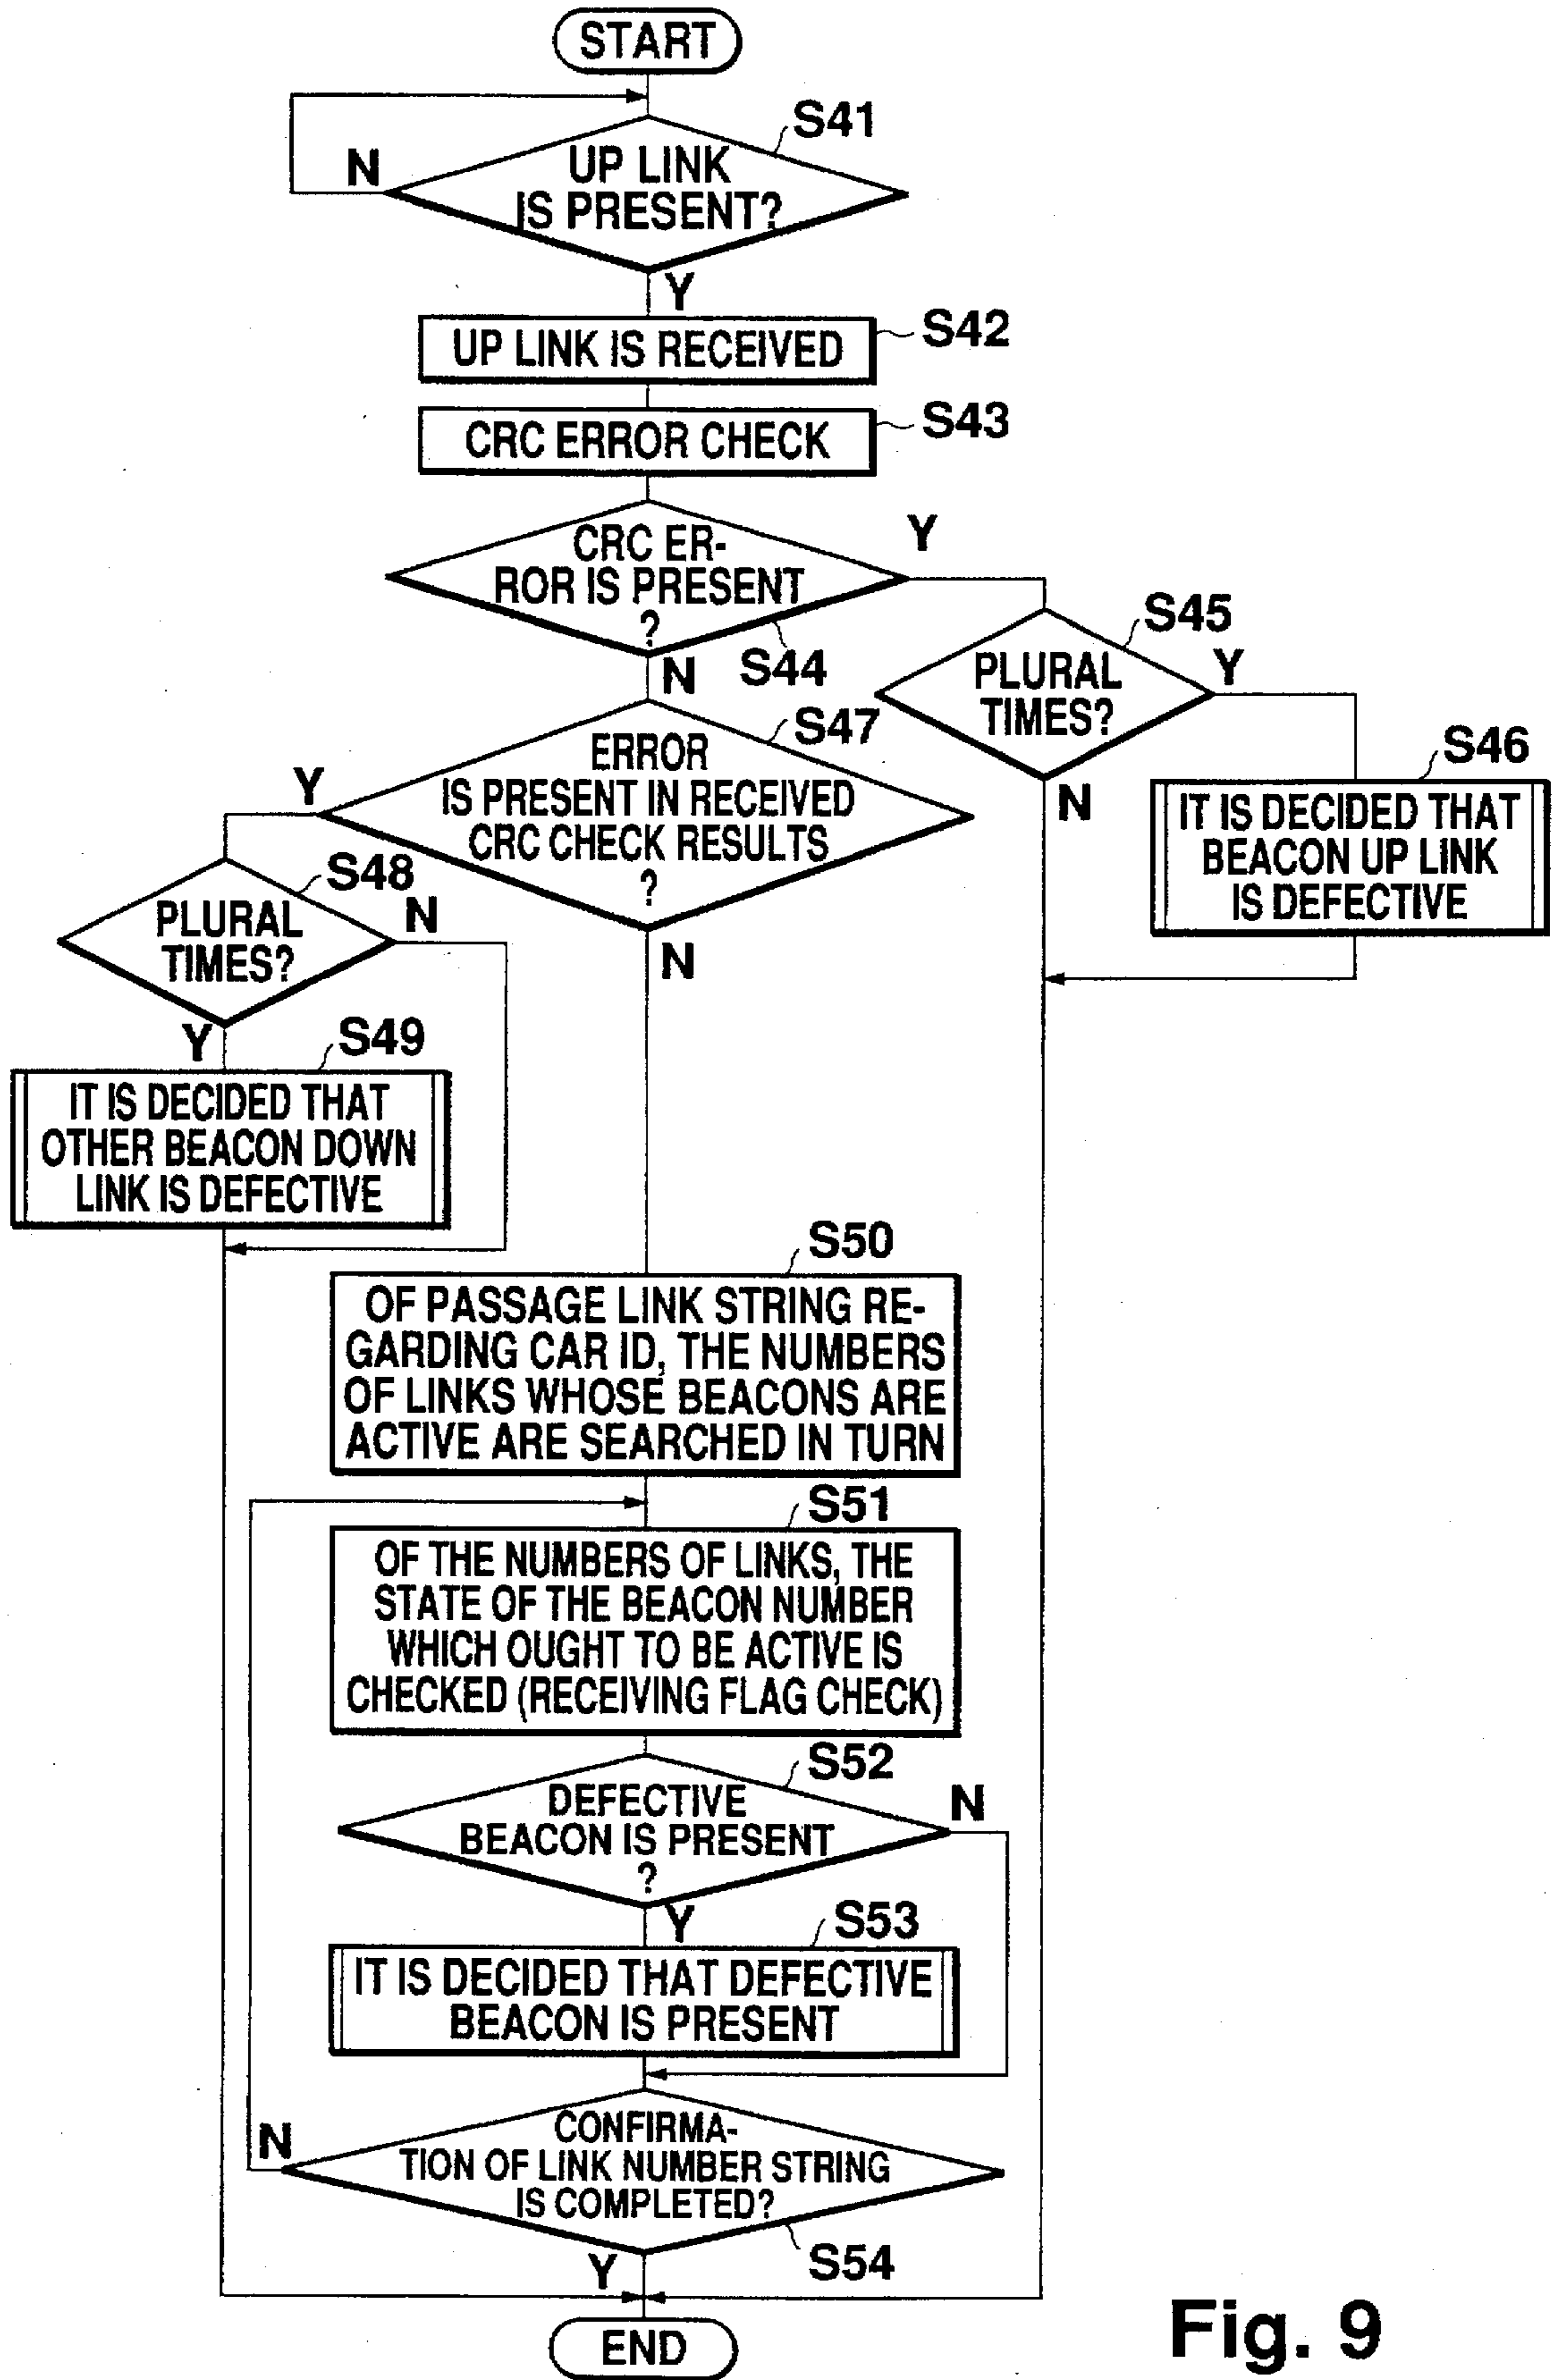 START
S41
N
UP LINK
IS PRESENT?
Y
S42
UP LINK IS RECEIVED
S43
CRC ERROR CHECK
Y
CRC ER-
ROR IS PRESENT
?
S44
N
S45
PLURAL
TIMES?
Y
N
S46
IT IS DECIDED THAT
BEACON UP LINK
IS DEFECTIVE
S47
ERROR
IS PRESENT IN RECEIVED
CRC CHECK RESULTS
?
Y
N
S48
PLURAL
TIMES?
N
Y
S49
IT IS DECIDED THAT
OTHER BEACON DOWN
LINK IS DEFECTIVE
S50
OF PASSAGE LINK STRING RE-
GARDING CAR ID, THE NUMBERS
OF LINKS WHOSE BEACONS ARE
ACTIVE ARE SEARCHED IN TURN
S51
OF THE NUMBERS OF LINKS, THE
STATE OF THE BEACON NUMBER
WHICH OUGHT TO BE ACTIVE IS
CHECKED (RECEIVING FLAG CHECK)
S52
DEFECTIVE
BEACON IS PRESENT
?
N
Y
S53
IT IS DECIDED THAT DEFECTIVE
BEACON IS PRESENT
N
CONFIRMA-
TION OF LINK NUMBER STRING
IS COMPLETED?
S54
Y
END
Fig. 9